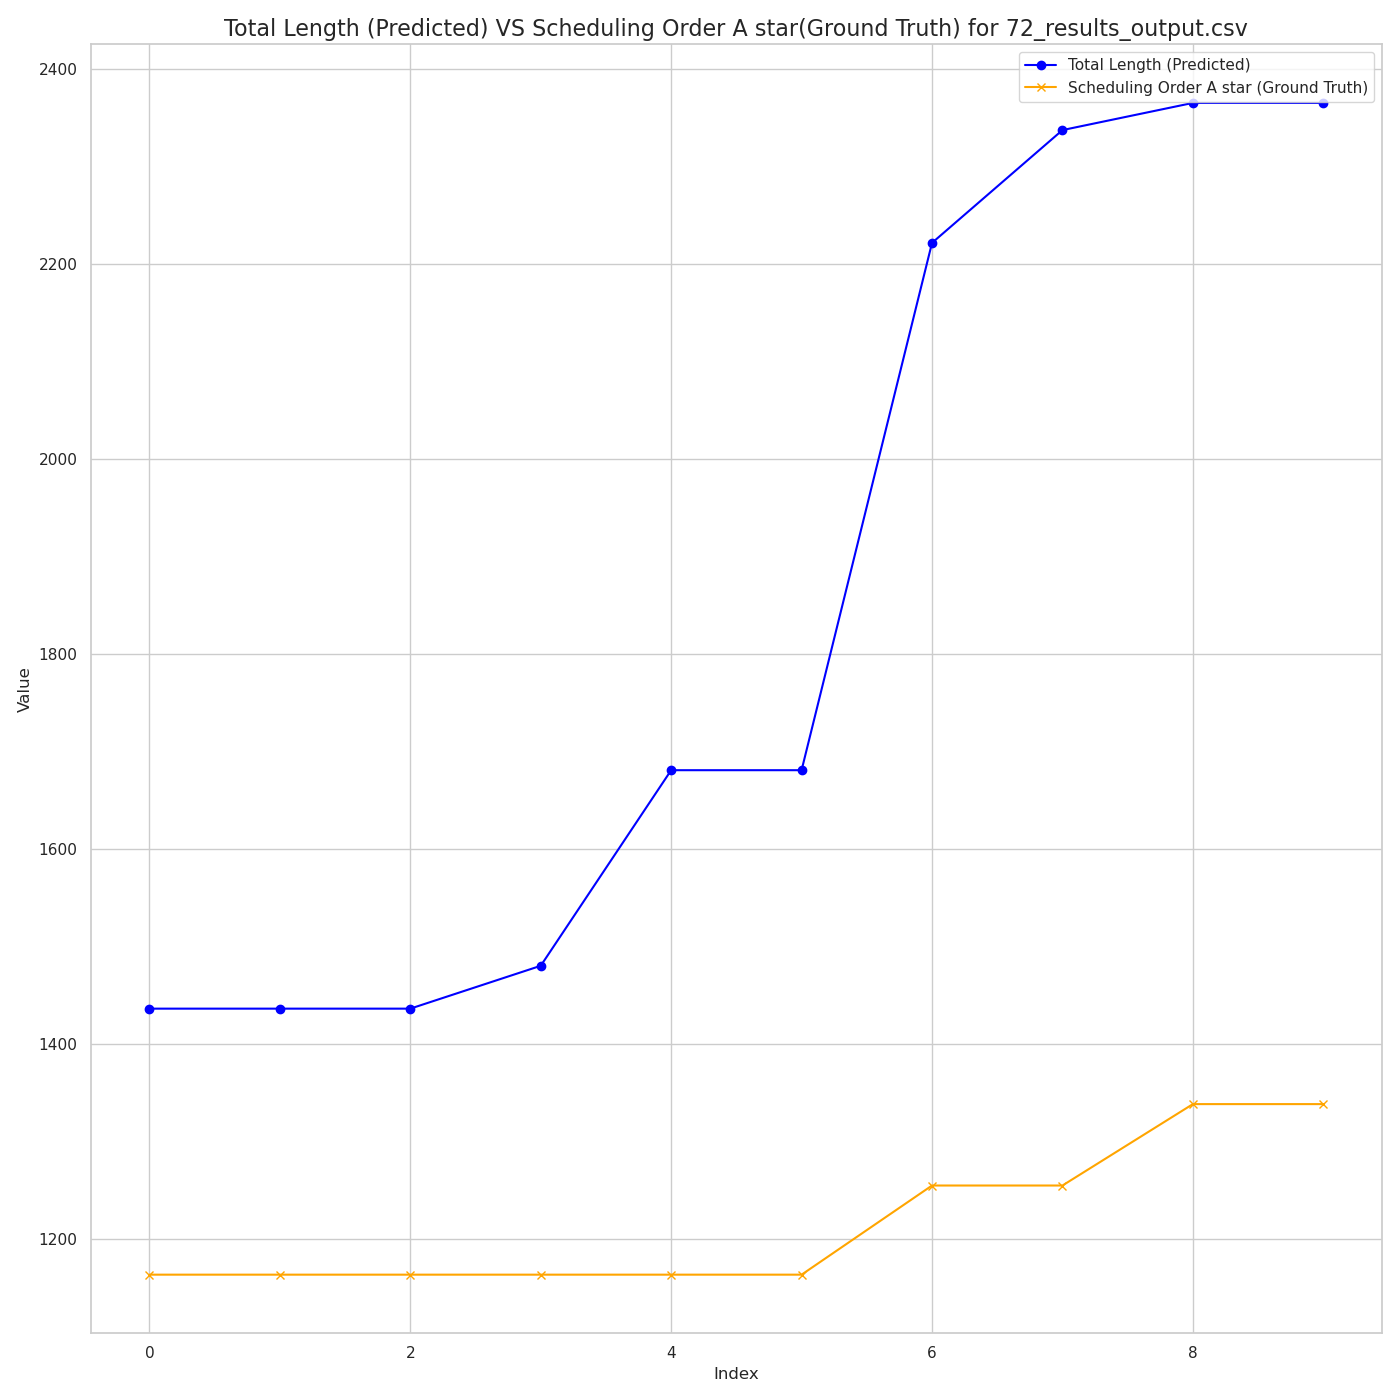 Total Length (Predicted) VS Scheduling Order A star(Ground Truth) for 72_results_output.csv
Total Length (Predicted)
Scheduling Order A star (Ground Truth)
2400
2200
2000
1800
1600
1400
1200
Value
0 2 4 6 8
Index